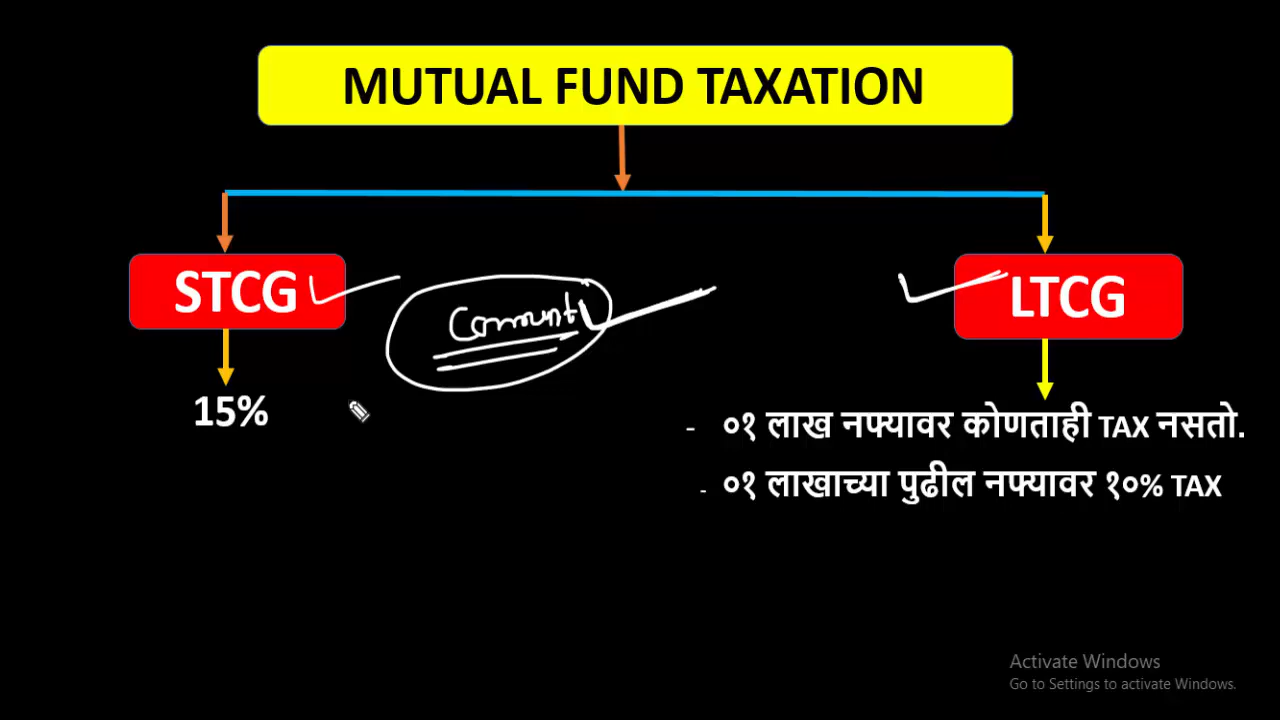 MUTUAL FUND TAXATION
STCG
Comment
LTCG
15%
- ०१ लाख नफ्यावर कोणताही TAX नसतो.
- ०१ लाखाच्या पुढील नफ्यावर १०% TAX
Activate Windows
Go to Settings to activate Windows.